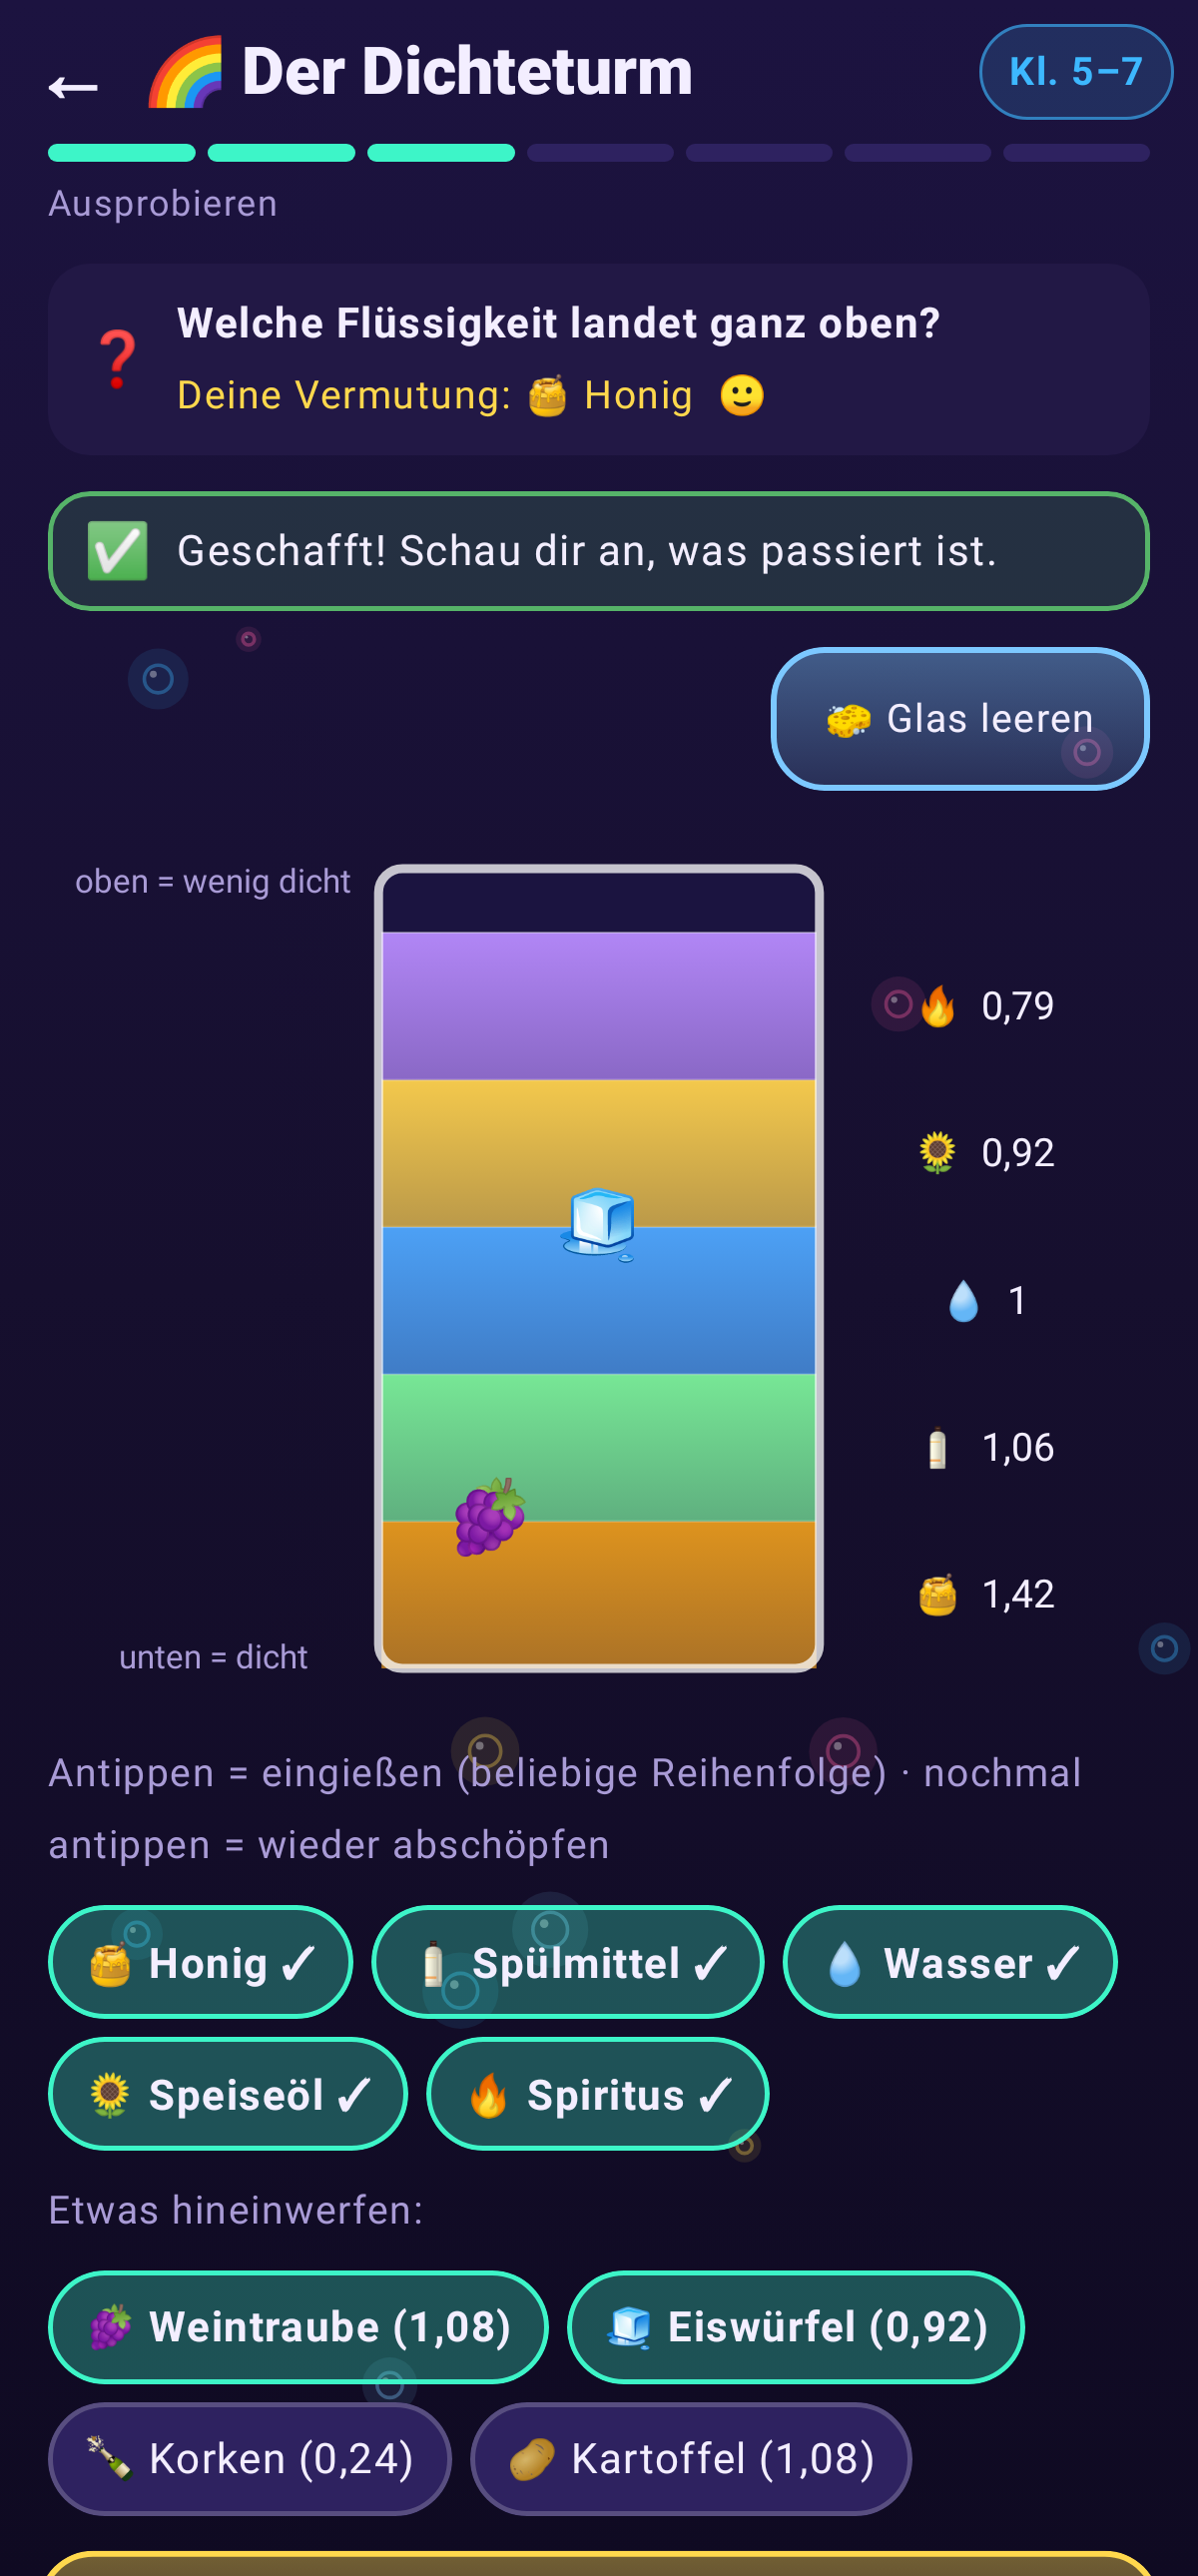 ← 🌈 Der Dichteturm
Kl. 5–7
Ausprobieren
❓ Welche Flüssigkeit landet ganz oben?
Deine Vermutung: 🍯 Honig 🙂
✅ Geschafft! Schau dir an, was passiert ist.
🧽 Glas leeren
oben = wenig dicht
🔥 0,79
🌻 0,92
💧 1
🧴 1,06
🍯 1,42
unten = dicht
Antippen = eingießen (beliebige Reihenfolge) · nochmal
antippen = wieder abschöpfen
🍯 Honig ✓ 🧴 Spülmittel ✓ 💧 Wasser ✓
🌻 Speiseöl ✓ 🔥 Spiritus ✓
Etwas hineinwerfen:
🍇 Weintraube (1,08) 🧊 Eiswürfel (0,92)
🍾 Korken (0,24) 🥔 Kartoffel (1,08)